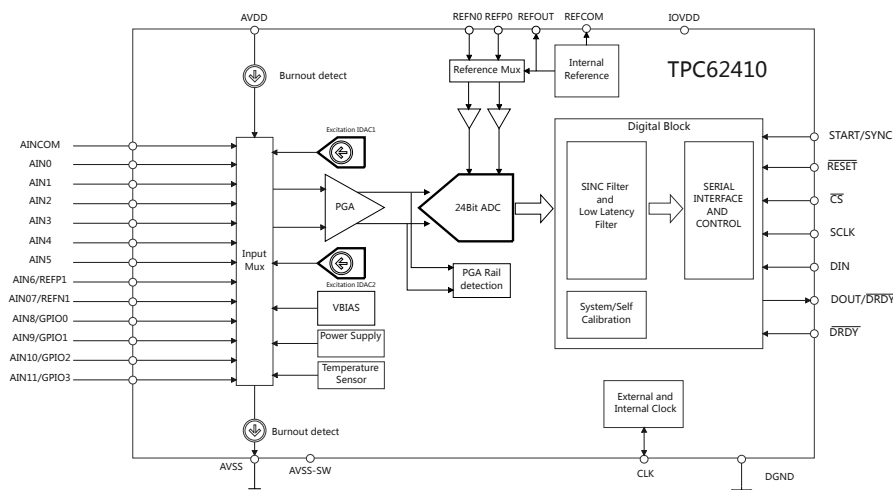 AVDD
REFN0 REFP0 REFOUT REFCOM
IOVDD
Burnout detect
Reference Mux
Internal
Reference
TPC62410
AINCOM
AIN0
AIN1
AIN2
AIN3
AIN4
AIN5
AIN6/REFP1
AIN07/REFN1
AIN8/GPIO0
AIN9/GPIO1
AIN10/GPIO2
AIN11/GPIO3
Input
Mux
Excitation IDAC1
PGA
Excitation IDAC2
VBIAS
Power Supply
Temperature
Sensor
24Bit ADC
PGA Rail
detection
Digital Block
SINC Filter
and
Low Latency
Filter
SERIAL
INTERFACE
AND
CONTROL
System/Self
Calibration
START/SYNC
RESET
CS
SCLK
DIN
DOUT/DRDY
DRDY
External and
Internal Clock
Burnout detect
AVSS
AVSS-SW
CLK
DGND